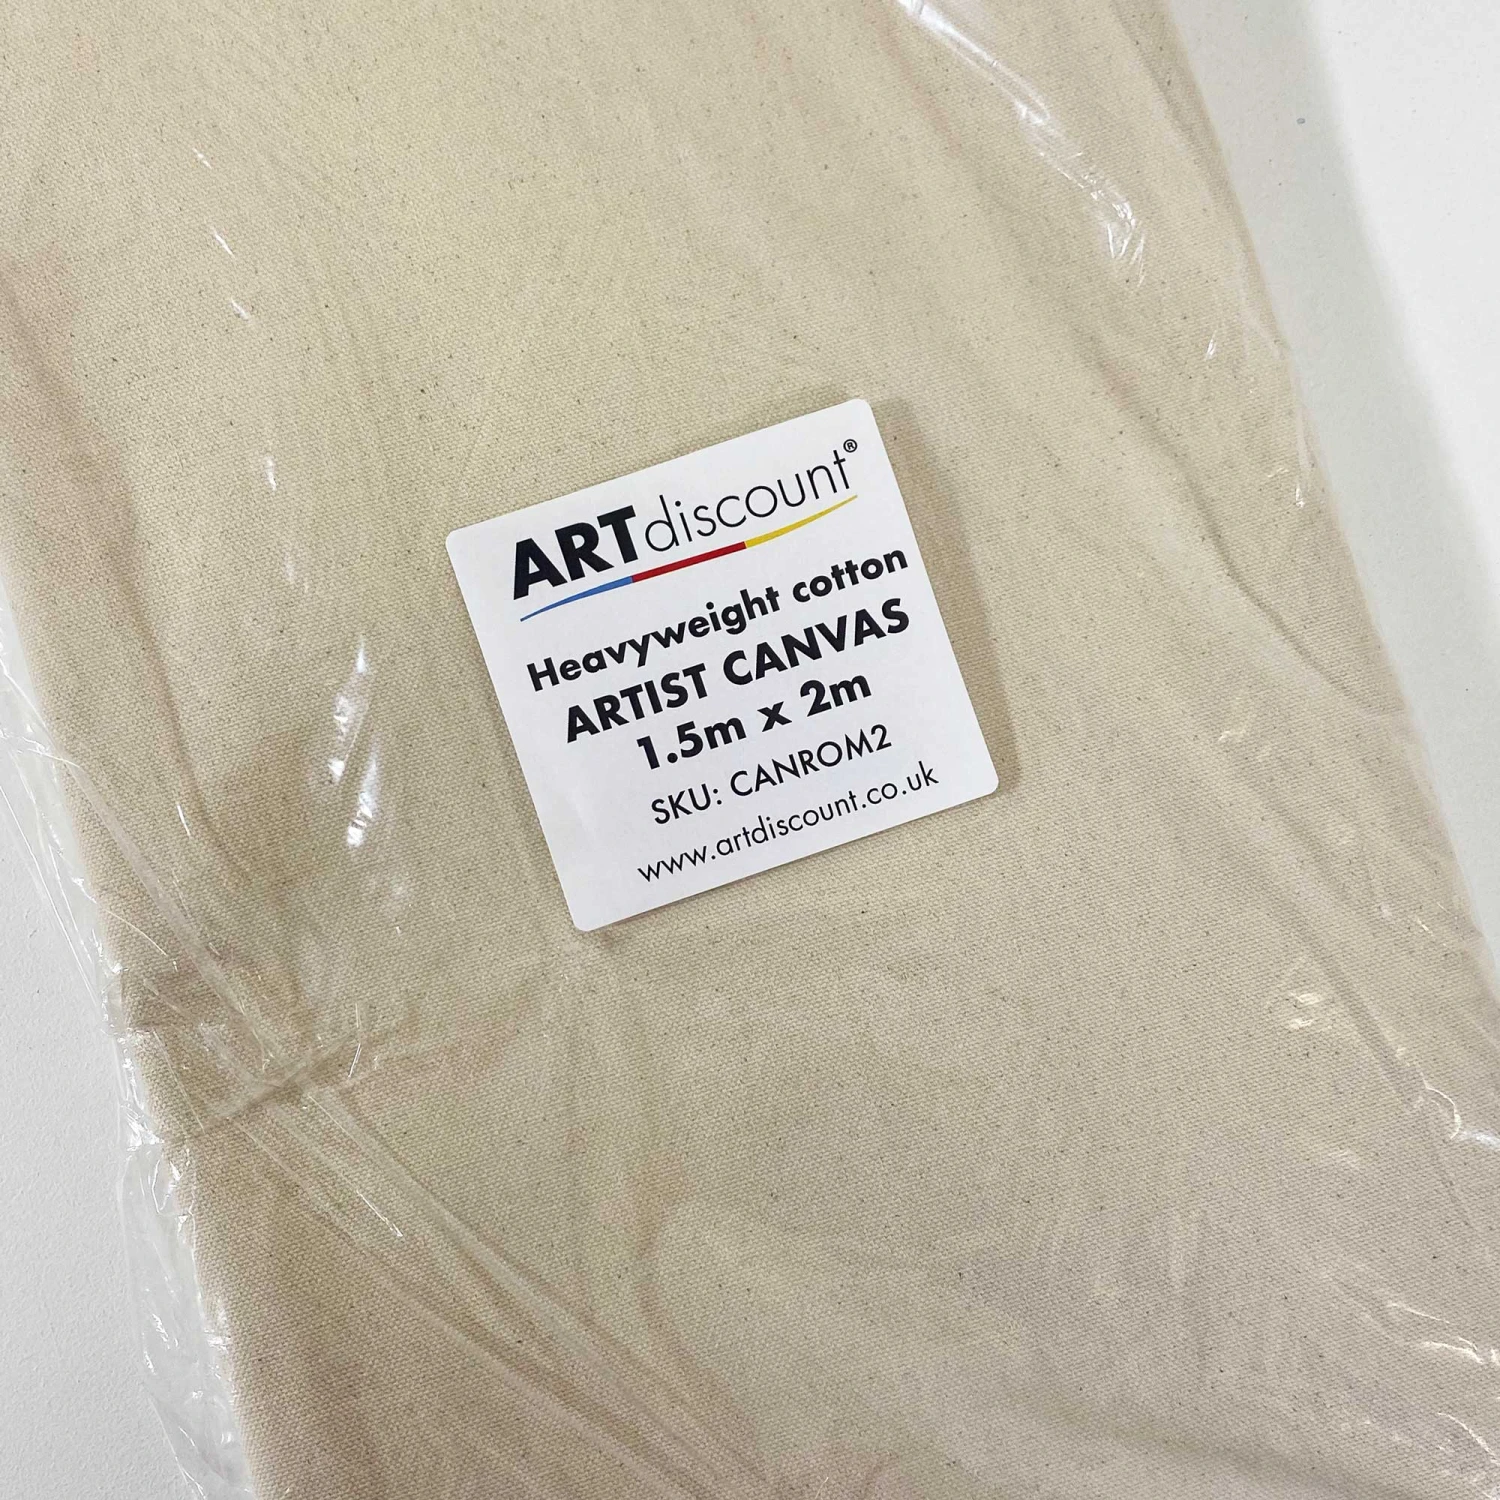 ARTdiscount®
Heavyweight cotton
ARTIST CANVAS
1.5m x 2m
SKU: CANROM2
www.artdiscount.co.uk